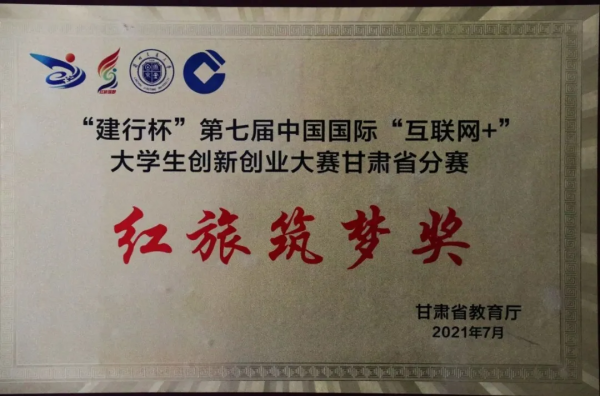 “建行杯”第七届中国国际“互联网+”
大学生创新创业大赛甘肃省分赛
红旅筑梦奖
甘肃省教育厅
2021年7月